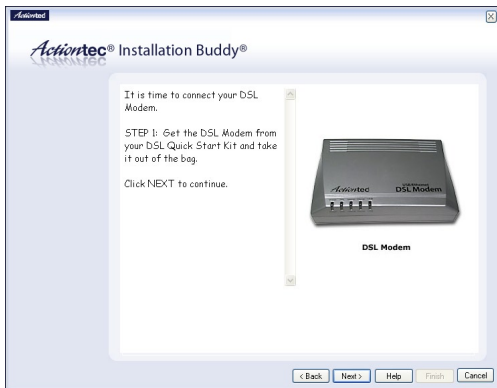 Actiontec
Actiontec® Installation Buddy®
It is time to connect your DSL
Modem.
STEP 1: Get the DSL Modem from
your DSL Quick Start Kit and take
it out of the bag.
Click NEXT to continue.
Actiontec
DSL Modem
DSL Modem
< Back
Next >
Help
Finish
Cancel